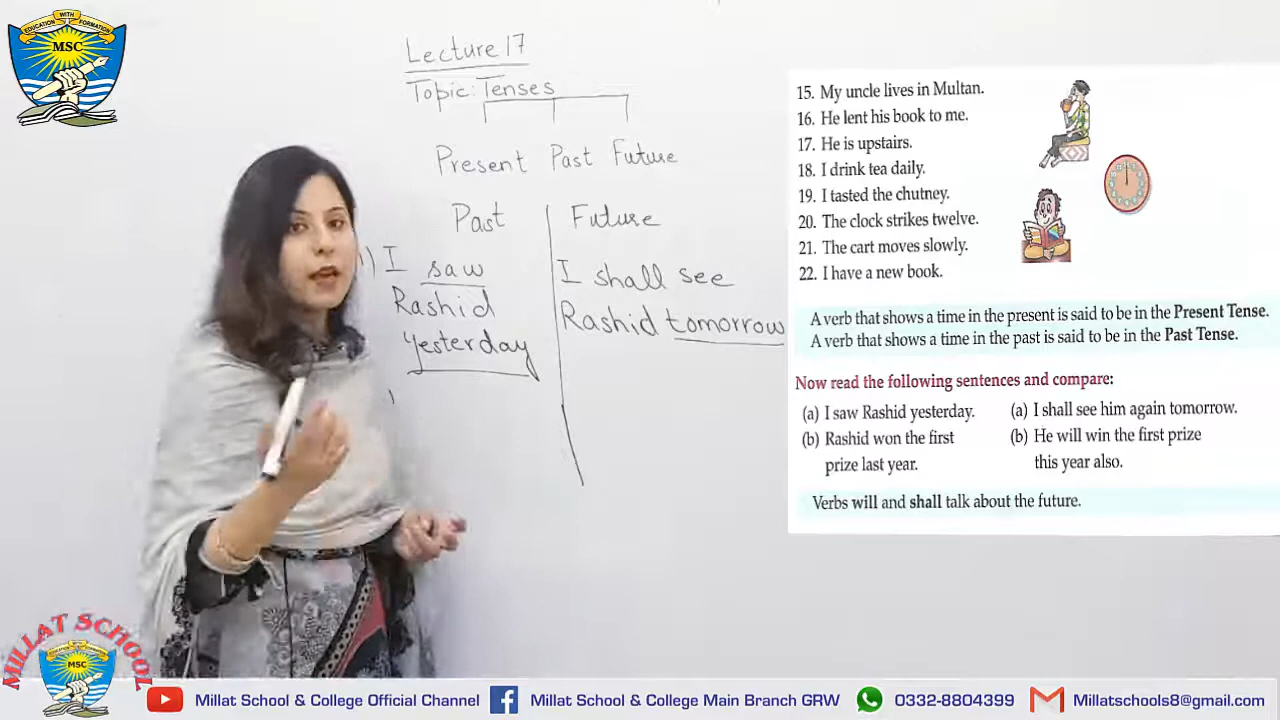 EDUCATION WITH FORMATION
MSC
Lecture 17
Topic: Tenses
Present Past Future
Past
Future
1) I saw
Rashid
yesterday
I shall see
Rashid tomorrow
15. My uncle lives in Multan.
16. He lent his book to me.
17. He is upstairs.
18. I drink tea daily.
19. I tasted the chutney.
20. The clock strikes twelve.
21. The cart moves slowly.
22. I have a new book.
A verb that shows a time in the present is said to be in the Present Tense.
A verb that shows a time in the past is said to be in the Past Tense.
Now read the following sentences and compare:
(a) I saw Rashid yesterday.
(b) Rashid won the first
prize last year.
(a) I shall see him again tomorrow.
(b) He will win the first prize
this year also.
Verbs will and shall talk about the future.
MILLAT SCHOOL
MSC
Millat School & College Official Channel
Millat School & College Main Branch GRW
0332-8804399
Millatschools8@gmail.com